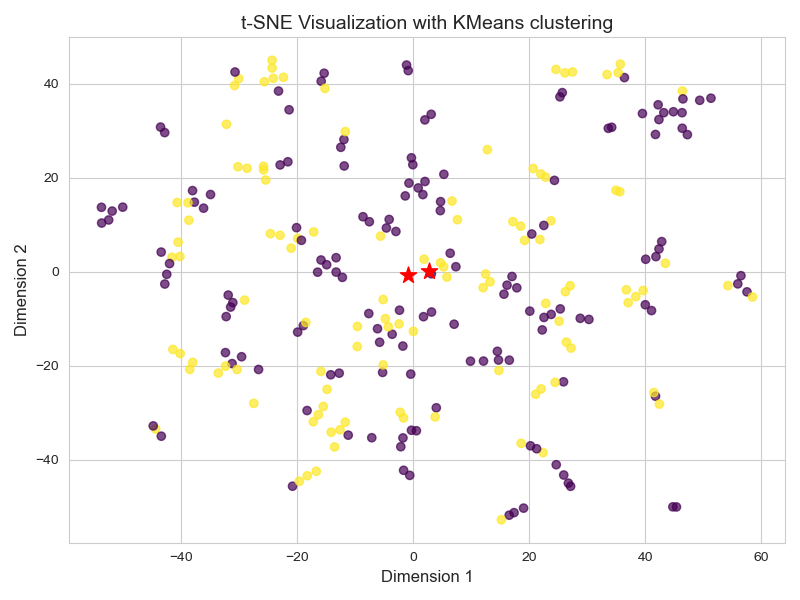 t-SNE Visualization with KMeans clustering
40
20
0
−20
−40
Dimension 2
−40 −20 0 20 40 60
Dimension 1